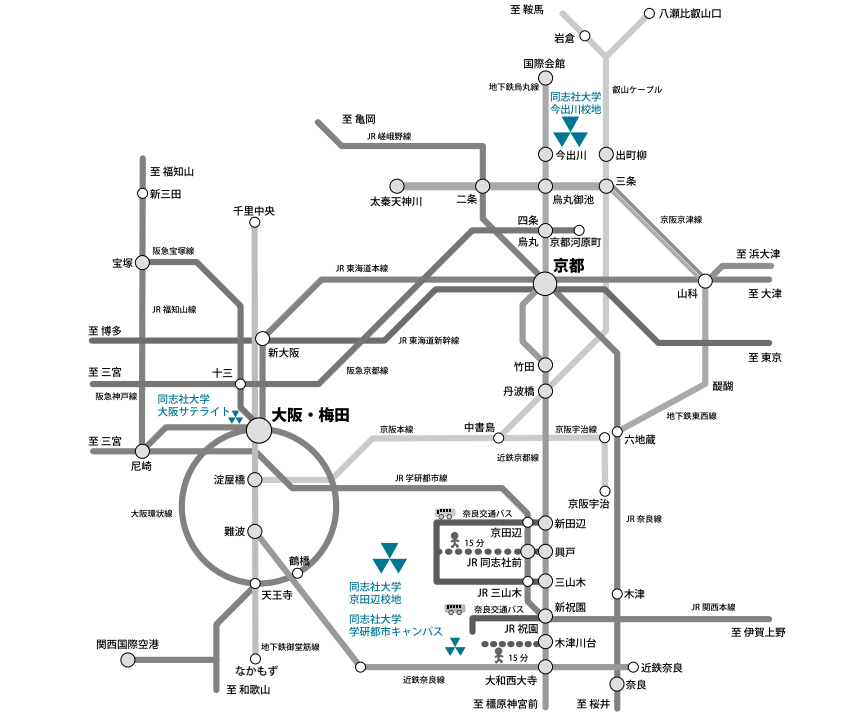 至 鞍馬
八瀬比叡山口
岩倉
国際会館
地下鉄烏丸線
叡山ケーブル
同志社大学
今出川校地
至 亀岡
JR 嵯峨野線
今出川
出町柳
至 福知山
新三田
三条
太秦天神川
二条
烏丸御池
千里中央
四条
烏丸
京都河原町
京阪京津線
阪急宝塚線
宝塚
京都
至 浜大津
JR 東海道本線
山科
至 大津
JR 福知山線
至 博多
新大阪
JR 東海道新幹線
至 東京
至 三宮
十三
阪急京都線
竹田
醍醐
阪急神戸線
同志社大学
大阪サテライト
丹波橋
大阪・梅田
地下鉄東西線
至 三宮
京阪本線
中書島
京阪宇治線
六地蔵
尼崎
近鉄京都線
淀屋橋
JR 学研都市線
京阪宇治
大阪環状線
奈良交通バス
新田辺
JR 奈良線
難波
京田辺
15 分
興戸
JR 同志社前
鶴橋
同志社大学
京田辺校地
三山木
天王寺
JR 三山木
木津
奈良交通バス
新祝園
JR 関西本線
同志社大学
学研都市キャンパス
JR 祝園
至 伊賀上野
関西国際空港
地下鉄御堂筋線
木津川台
15 分
なかもず
近鉄奈良
近鉄奈良線
大和西大寺
奈良
至 和歌山
至 橿原神宮前
至 桜井